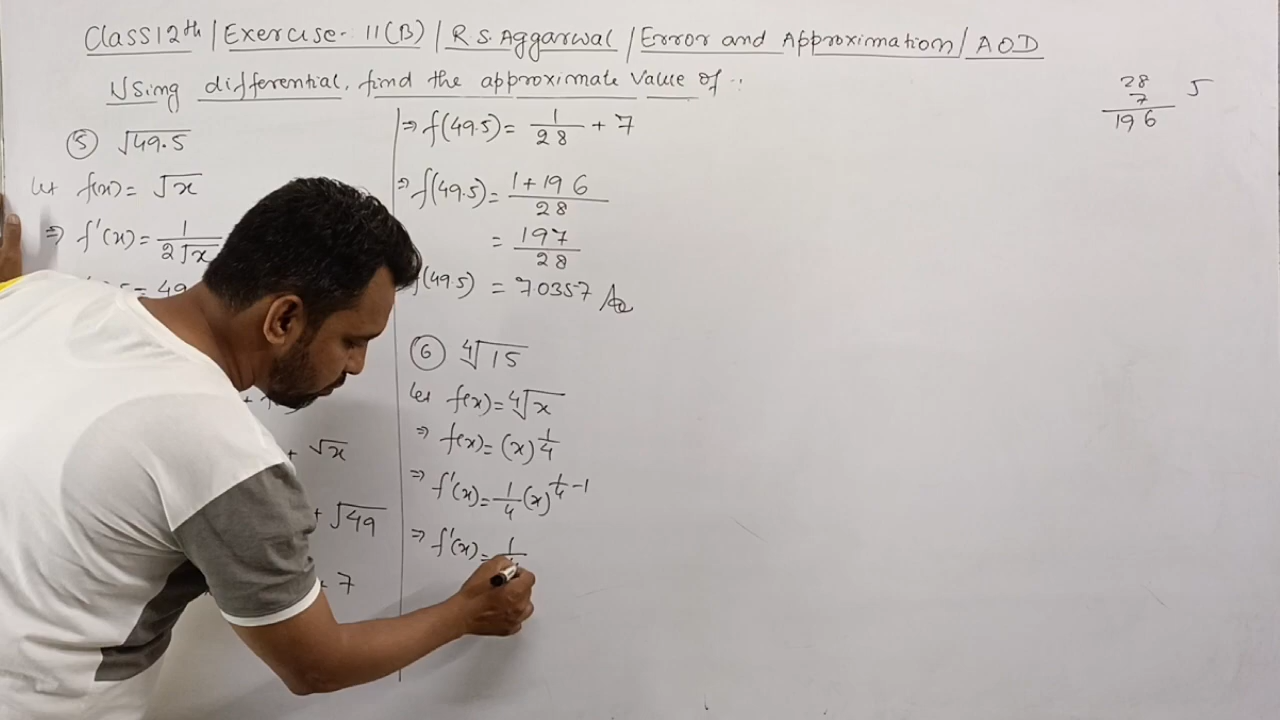 Class 12th / Exercise- 11(B) / R S. Aggarwal / Error and Approximation / AOD
Using differential, find the approximate value of :
28
7
196
5
⑤ √49.5
Let f(x) = √x
⇒ f'(x) = 1/2√x
= 49
+ √x
+ √49
+ 7
⇒ f(49.5) = 1/28 + 7
⇒ f(49.5) = 1+196/28
= 197/28
(49.5) = 7.0357 Ans
⑥ ∜15
Let f(x) = ∜x
⇒ f(x) = (x)^1/4
⇒ f'(x) = 1/4 (x)^1/4 - 1
⇒ f'(x) = 1